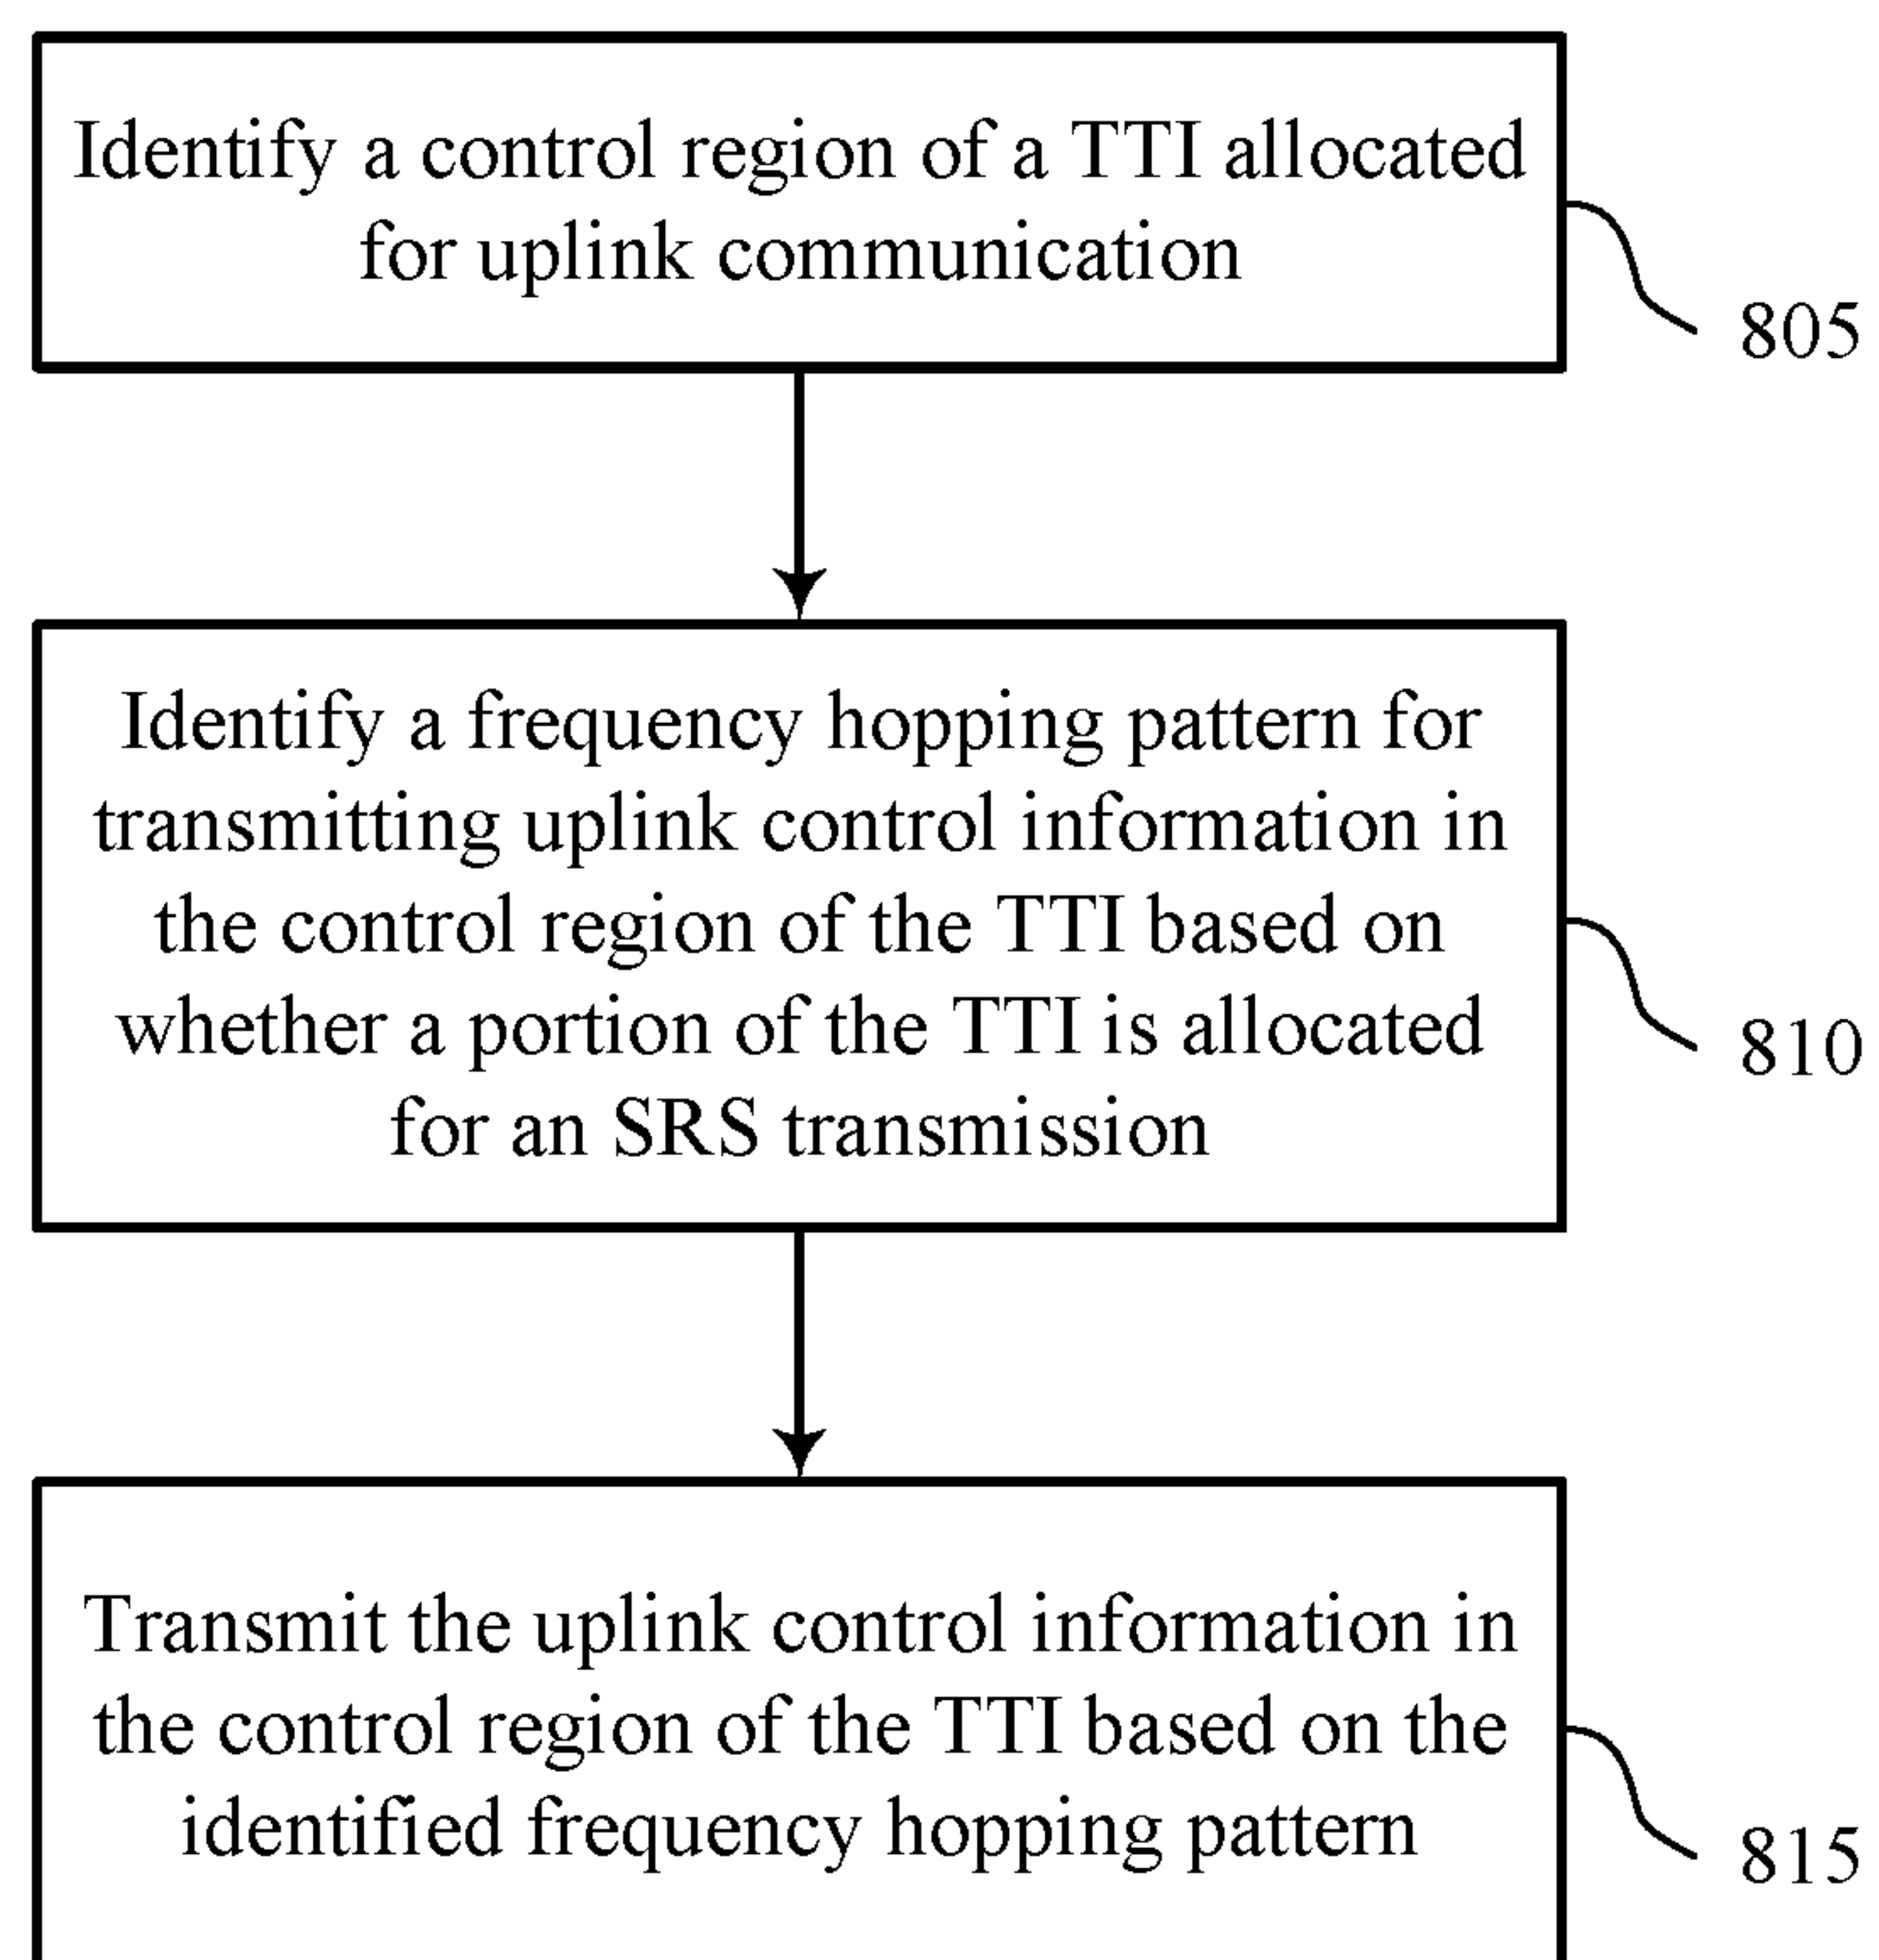 Identify a control region of a TTI allocated
for uplink communication
805
Identify a frequency hopping pattern for
transmitting uplink control information in
the control region of the TTI based on
whether a portion of the TTI is allocated
for an SRS transmission
810
Transmit the uplink control information in
the control region of the TTI based on the
identified frequency hopping pattern
815